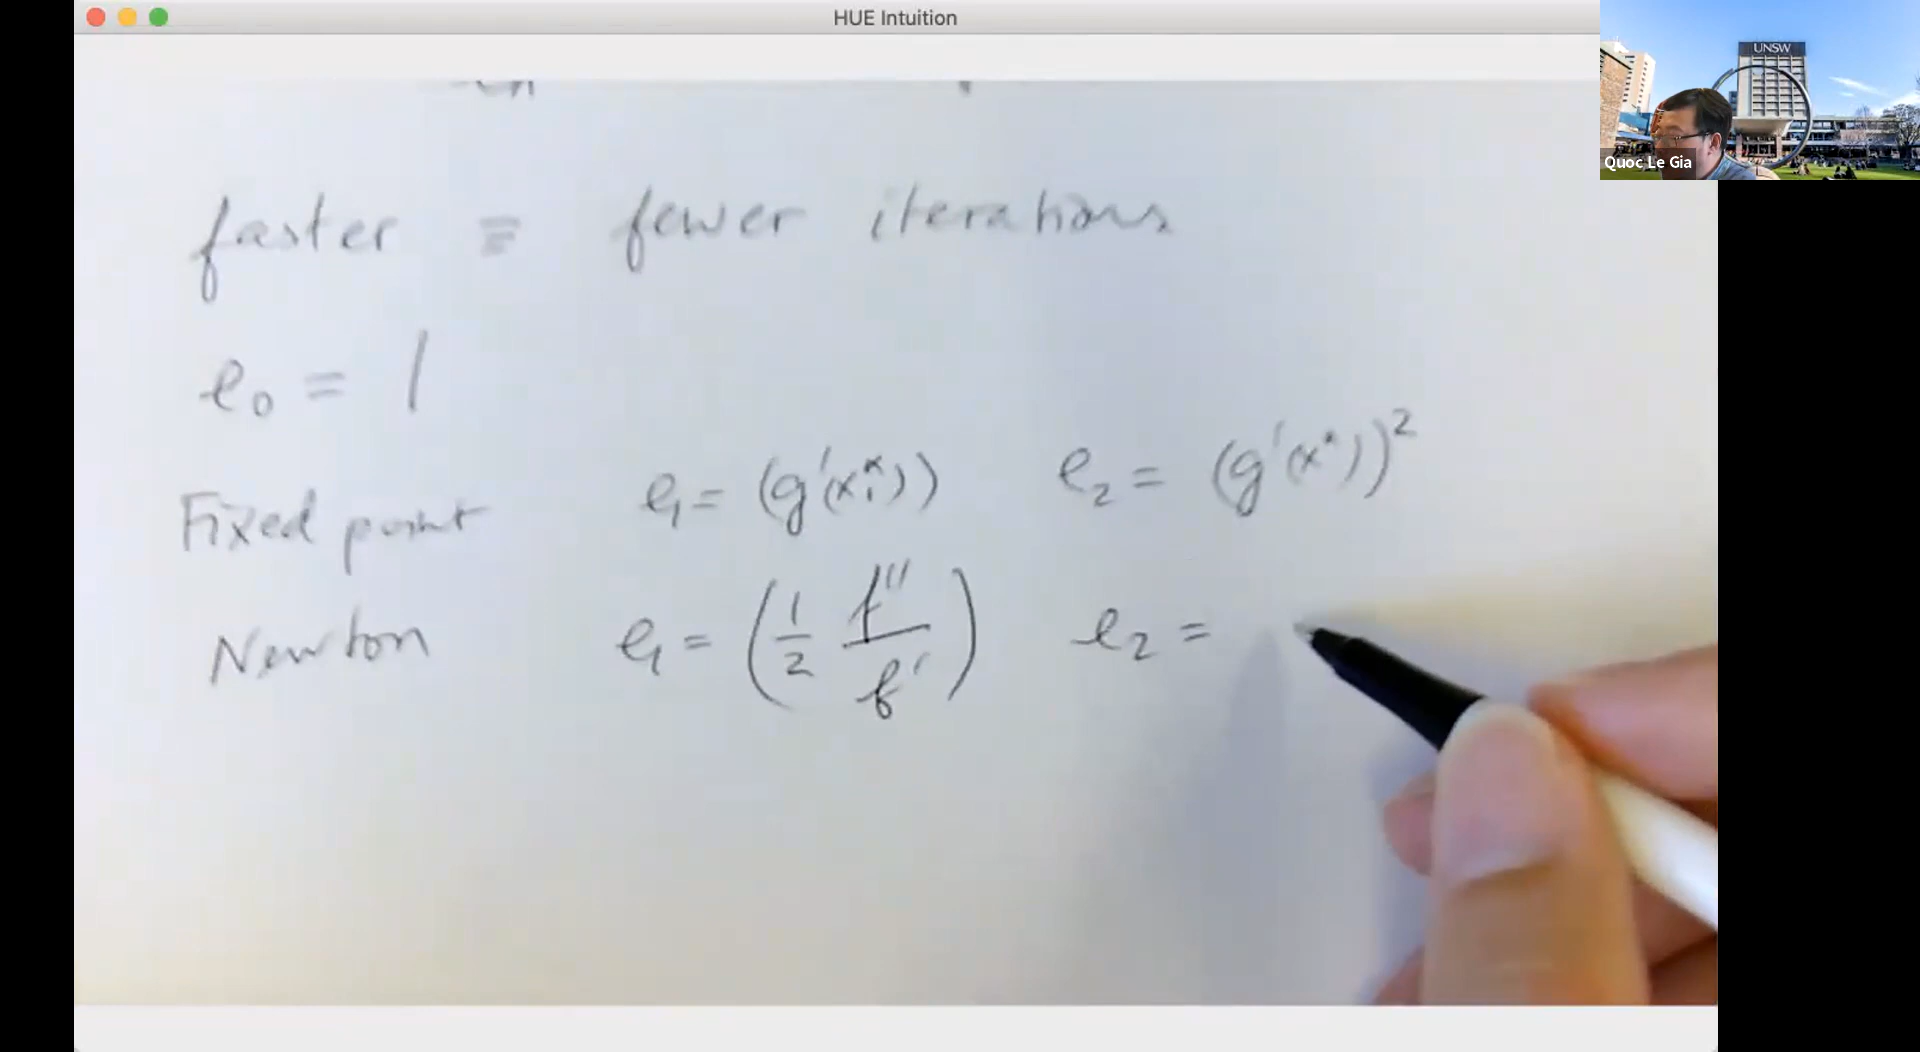 HUE Intuition
UNSW
Quoc Le Gia
faster ≡ fewer iterations
e₀ = 1
Fixed point e₁ = (g'(x₁*)) e₂ = (g'(x*))²
Newton e₁ = (1/2 f''/f') e₂ =